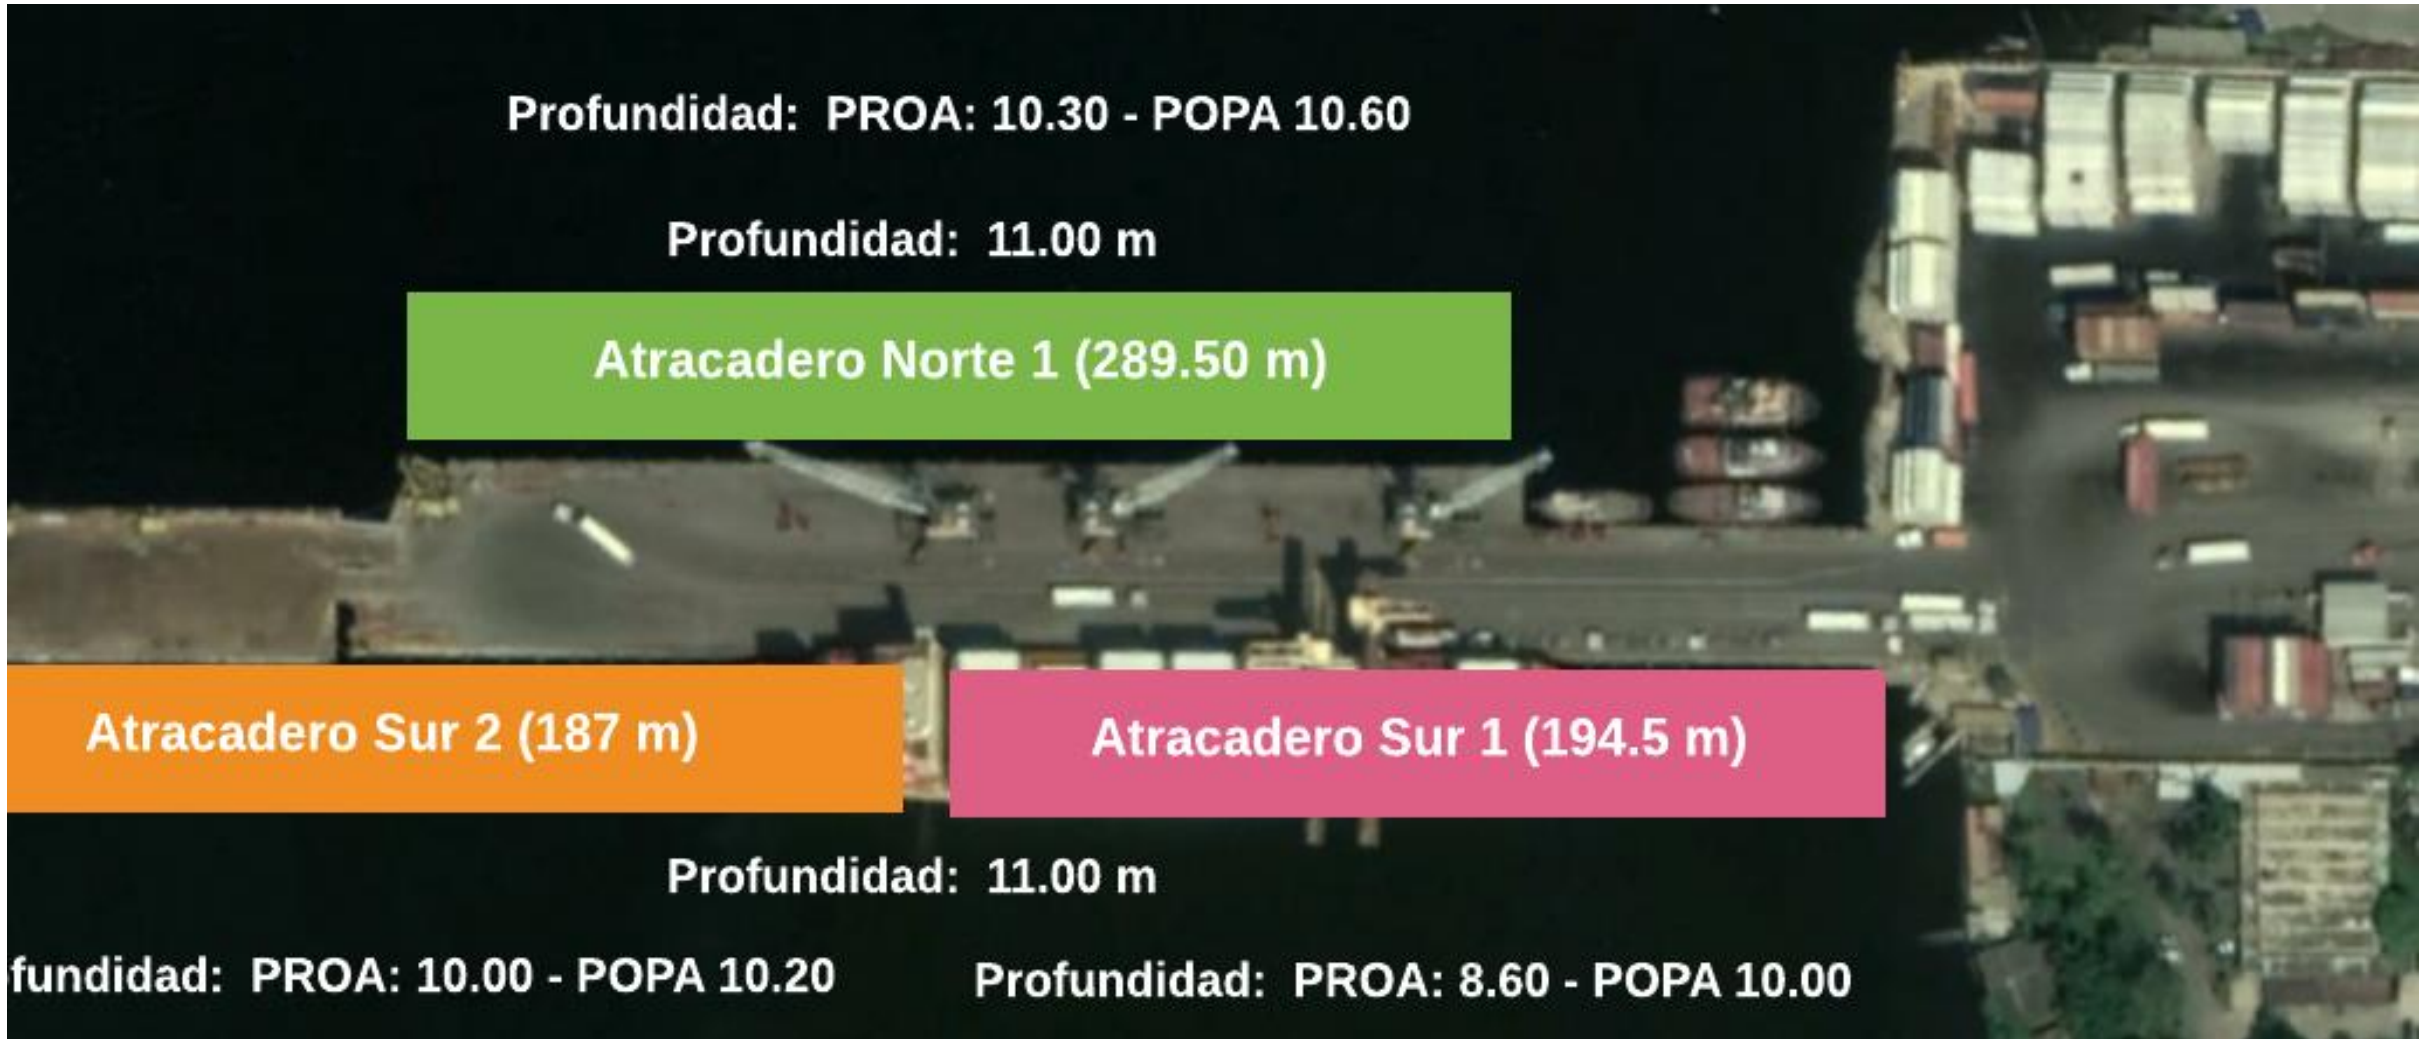 Profundidad: PROA: 10.30 - POPA 10.60
Profundidad: 11.00 m
Atracadero Norte 1 (289.50 m)
Atracadero Sur 2 (187 m)
Atracadero Sur 1 (194.5 m)
Profundidad: 11.00 m
fundidad: PROA: 10.00 - POPA 10.20
Profundidad: PROA: 8.60 - POPA 10.00